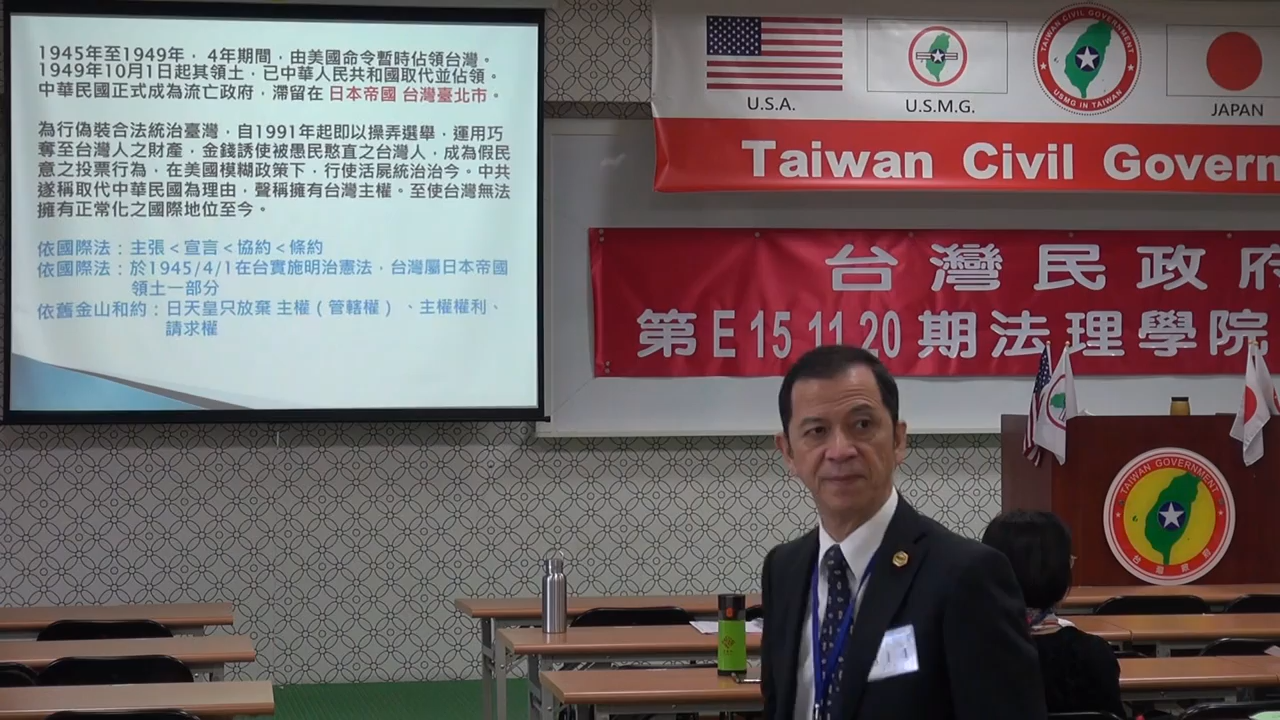 1945年至1949年， 4年期間，由美國命令暫時佔領台灣。
1949年10月1日起其領土，已中華人民共和國取代並佔領。
中華民國正式成為流亡政府，滯留在 日本帝國 台灣臺北市。
為行偽裝合法統治臺灣，自1991年起即以操弄選舉，運用巧
奪至台灣人之財產，金錢誘使被愚民憨直之台灣人，成為假民
意之投票行為，在美國模糊政策下，行使活屍統治治今。中共
遂稱取代中華民國為理由，聲稱擁有台灣主權。至使台灣無法
擁有正常化之國際地位至今。
依國際法：主張＜宣言＜協約＜條約
依國際法：於1945/4/1在台實施明治憲法，台灣屬日本帝國
領土一部分
依舊金山和約：日天皇只放棄 主權（管轄權）、主權權利、
請求權
U.S.A.
U.S.M.G.
TAIWAN CIVIL GOVERNMENT
USMG IN TAIWAN
JAPAN
Taiwan Civil Govern
台灣民政府
第E 15 11 20 期法理學院
TAIWAN GOVERNMENT
台灣政府